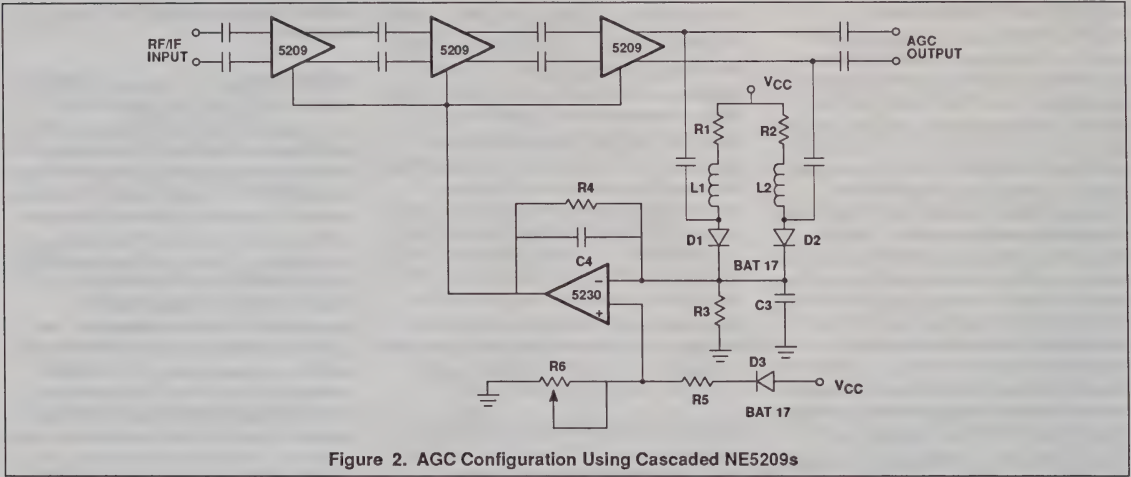 RF/IF
INPUT
5209
5209
5209
AGC
OUTPUT
VCC
R1
R2
L1
L2
R4
C4
D1
D2
BAT 17
5230
−
+
R3
C3
R6
R5
D3
BAT 17
VCC
Figure 2. AGC Configuration Using Cascaded NE5209s